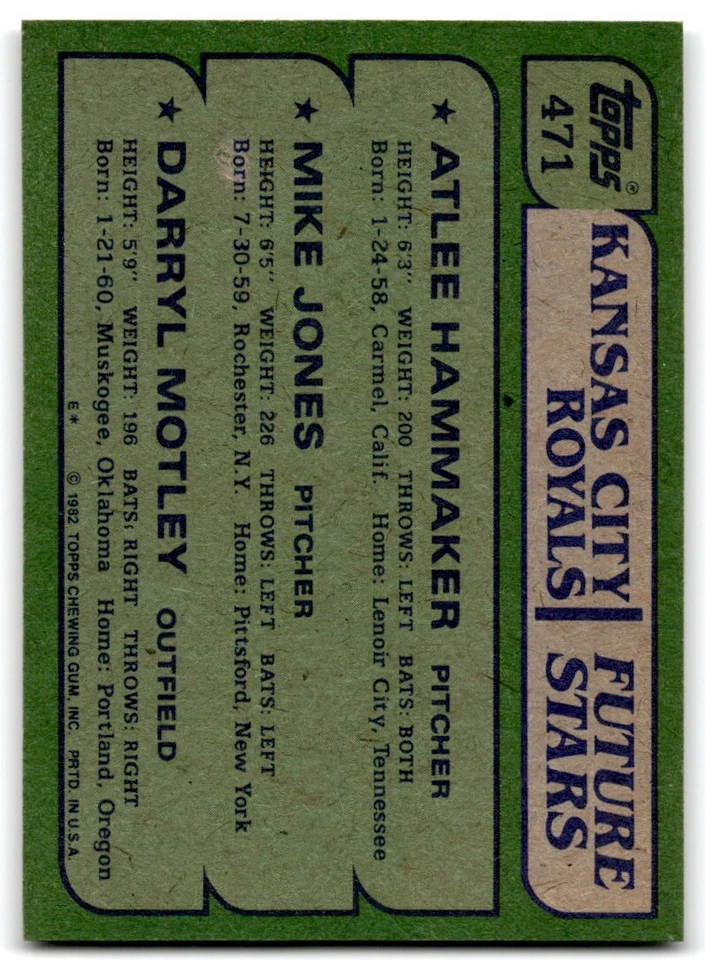 topps®
471
KANSAS CITY
ROYALS
FUTURE
STARS
★ ATLEE HAMMAKER PITCHER
HEIGHT: 6'3" WEIGHT: 200 THROWS: LEFT BATS: BOTH
Born: 1-24-58, Carmel, Calif. Home: Lenoir City, Tennessee
★ MIKE JONES PITCHER
HEIGHT: 6'5" WEIGHT: 226 THROWS: LEFT BATS: LEFT
Born: 7-30-59, Rochester, N.Y. Home: Pittsford, New York
★ DARRYL MOTLEY OUTFIELD
HEIGHT: 5'9" WEIGHT: 196 BATS: RIGHT THROWS: RIGHT
Born: 1-21-60, Muskogee, Oklahoma Home: Portland, Oregon
E* © 1982 TOPPS CHEWING GUM, INC. PRTD. IN U.S.A.